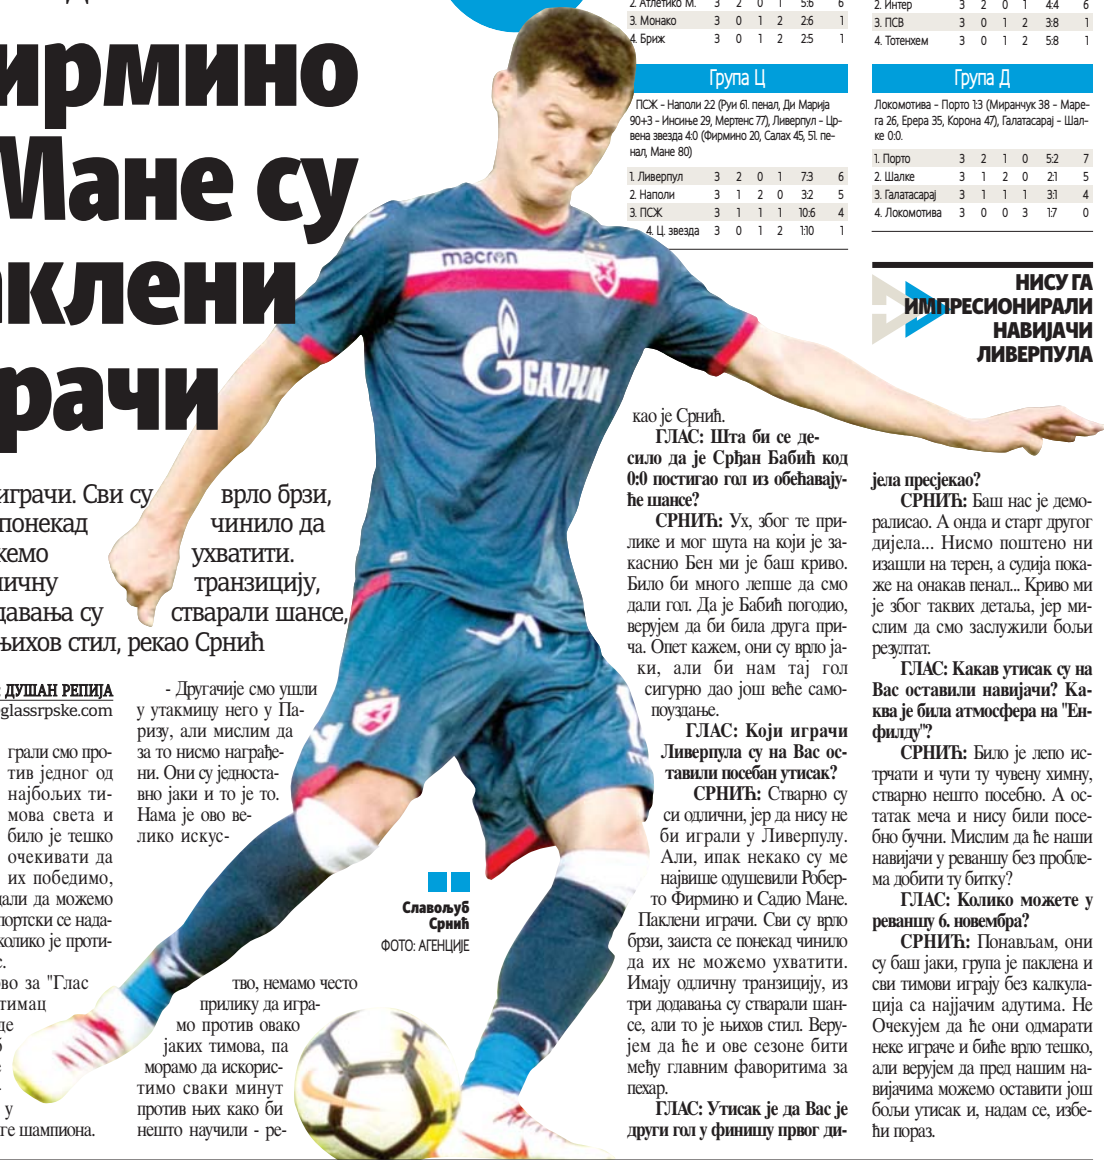 ирмино
Мане су
клени
рачи
играчи. Сви су врло брзи,
понекад чинило да
жемо ухватити.
личну транзицију,
давања су стварали шансе,
њихов стил, рекао Срнић
ДУШАН РЕПИЈА
glassrpske.com
грали смо про-
тив једног од
најбољих ти-
мова света и
било је тешко
очекивати да
их победимо,
дали да можемо
портски се нада-
колико је проти-
во за "Глас
тимац
у
ге шампиона.
- Другачије смо ушли
у утакмицу него у Па-
ризу, али мислим да
за то нисмо награђе-
ни. Они су једноста-
вно јаки и то је то.
Нама је ово ве-
лико искус-
тво, немамо често
прилику да игра-
мо против овако
јаких тимова, па
морамо да искорис-
тимо сваки минут
против њих како би
нешто научили - ре-
macron
GAZPROM
Славољуб
Срнић
ФОТО: АГЕНЦИЈЕ
2. Атлетико М. 3 2 0 1 5:6 6
3. Монако 3 0 1 2 2:6 1
4. Бриж 3 0 1 2 2:5 1
Група Ц
ПСЖ - Наполи 2:2 (Руи 61. пенал, Ди Марија
90+3 - Инсиње 29, Мертенс 77), Ливерпул - Цр-
вена звезда 4:0 (Фирмино 20, Салах 45, 51. пе-
нал, Мане 80)
1. Ливерпул 3 2 0 1 7:3 6
2. Наполи 3 1 2 0 3:2 5
3. ПСЖ 3 1 1 1 10:6 4
4. Ц. звезда 3 0 1 2 1:10 1
2. Интер 3 2 0 1 4:4 6
3. ПСВ 3 0 1 2 3:8 1
4. Тотенхем 3 0 1 2 5:8 1
Група Д
Локомотива - Порто 1:3 (Миранчук 38 - Маре-
га 26, Ерера 35, Корона 47), Галатасарај - Шал-
ке 0:0.
1. Порто 3 2 1 0 5:2 7
2. Шалке 3 1 2 0 2:1 5
3. Галатасарај 3 1 1 1 3:1 4
4. Локомотива 3 0 0 3 1:7 0
НИСУ ГА
ИМПРЕСИОНИРАЛИ
НАВИЈАЧИ
ЛИВЕРПУЛА
као је Срнић.
ГЛАС: Шта би се де-
сило да је Срђан Бабић код
0:0 постигао гол из обећавају-
ће шансе?
СРНИЋ: Ух, због те при-
лике и мог шута на који је за-
каснио Бен ми је баш криво.
Било би много лепше да смо
дали гол. Да је Бабић погодио,
верујем да би била друга при-
ча. Опет кажем, они су врло ја-
ки, али би нам тај гол
сигурно дао још веће само-
поуздање.
ГЛАС: Који играчи
Ливерпула су на Вас ос-
тавили посебан утисак?
СРНИЋ: Стварно су
си одлични, јер да нису не
би играли у Ливерпулу.
Али, ипак некако су ме
највише одушевили Робер-
то Фирмино и Садио Мане.
Паклени играчи. Сви су врло
брзи, заиста се понекад чинило
да их не можемо ухватити.
Имају одличну транзицију, из
три додавања су стварали шан-
се, али то је њихов стил. Веру-
јем да ће и ове сезоне бити
међу главним фаворитима за
пехар.
ГЛАС: Утисак је да Вас је
други гол у финишу првог ди-
јела пресјекао?
СРНИЋ: Баш нас је демо-
ралисао. А онда и старт другог
дијела... Нисмо поштено ни
изашли на терен, а судија пока-
же на онакав пенал... Криво ми
је због таквих детаља, јер ми-
слим да смо заслужили бољи
резултат.
ГЛАС: Какав утисак су на
Вас оставили навијачи? Ка-
ква је била атмосфера на "Ен-
филду"?
СРНИЋ: Било је лепо ис-
трчати и чути ту чувену химну,
стварно нешто посебно. А ос-
татак меча и нису били посе-
бно бучни. Мислим да ће наши
навијачи у реваншу без пробле-
ма добити ту битку?
ГЛАС: Колико можете у
реваншу 6. новембра?
СРНИЋ: Понављам, они
су баш јаки, група је паклена и
сви тимови играју без калкула-
ција са најјачим адутима. Не
Очекујем да ће они одмарати
неке играче и биће врло тешко,
али верујем да пред нашим на-
вијачима можемо оставити још
бољи утисак и, надам се, избе-
ћи пораз.